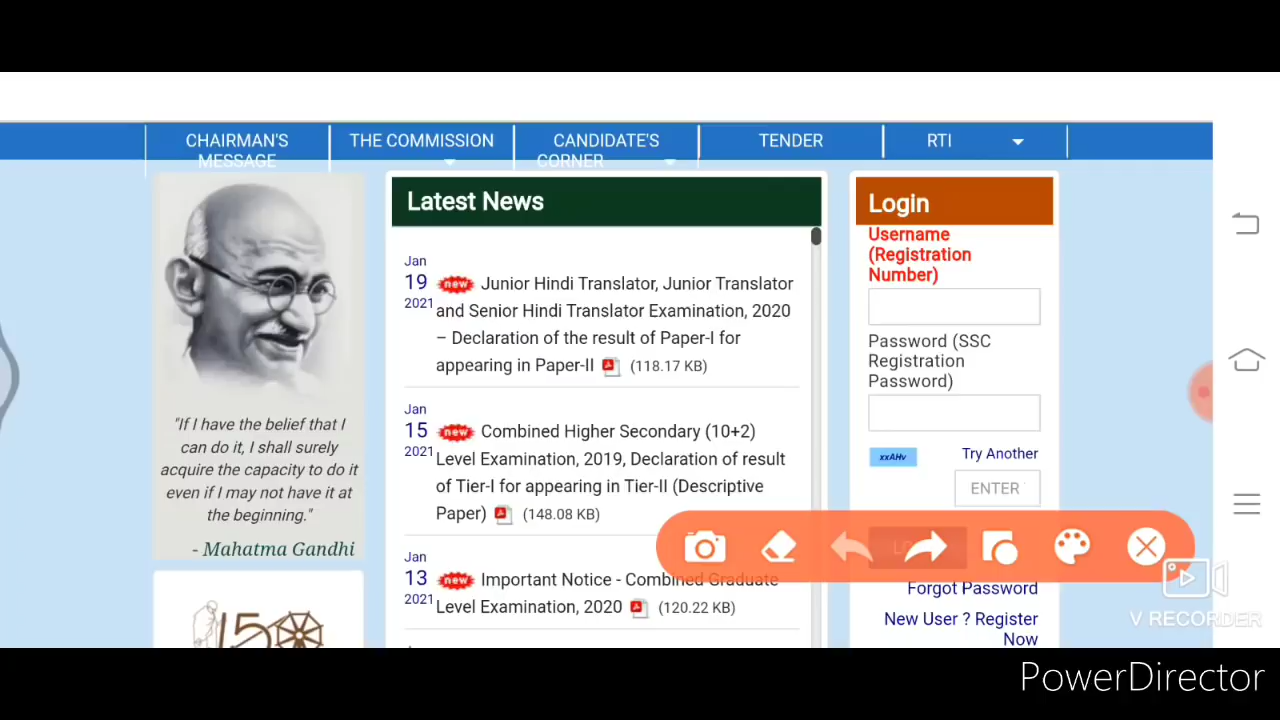 CHAIRMAN'S
MESSAGE
THE COMMISSION
CANDIDATE'S
CORNER
TENDER
RTI
"If I have the belief that I
can do it, I shall surely
acquire the capacity to do it
even if I may not have it at
the beginning."
- Mahatma Gandhi
150
Latest News
Jan
19
2021
new Junior Hindi Translator, Junior Translator
and Senior Hindi Translator Examination, 2020
– Declaration of the result of Paper-I for
appearing in Paper-II (118.17 KB)
Jan
15
2021
new Combined Higher Secondary (10+2)
Level Examination, 2019, Declaration of result
of Tier-I for appearing in Tier-II (Descriptive
Paper) (148.08 KB)
Jan
13
2021
new Important Notice - Combined Graduate
Level Examination, 2020 (120.22 KB)
Login
Username
(Registration
Number)
Password (SSC
Registration
Password)
xxAHv
Try Another
ENTER
Forgot Password
New User ? Register
Now
V RECORDER
PowerDirector